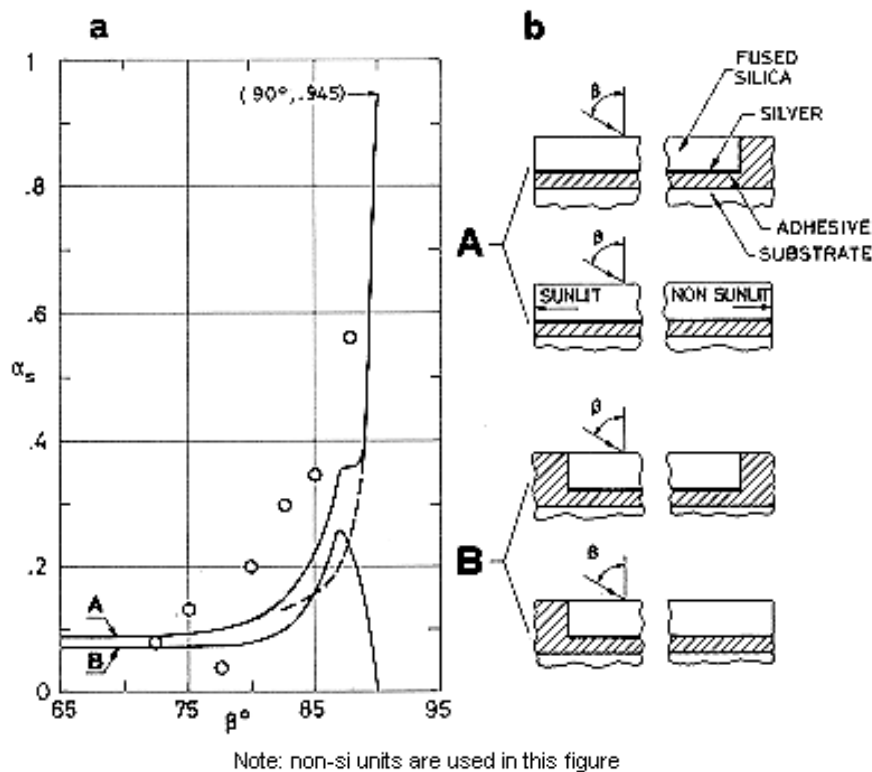 a
b
1
.8
.6
.4
.2
0
αs
(90°, .945)
A
B
65
75
85
95
β°
β
FUSED
SILICA
SILVER
ADHESIVE
SUBSTRATE
A
β
SUNLIT
NON SUNLIT
β
B
β
Note: non-si units are used in this figure